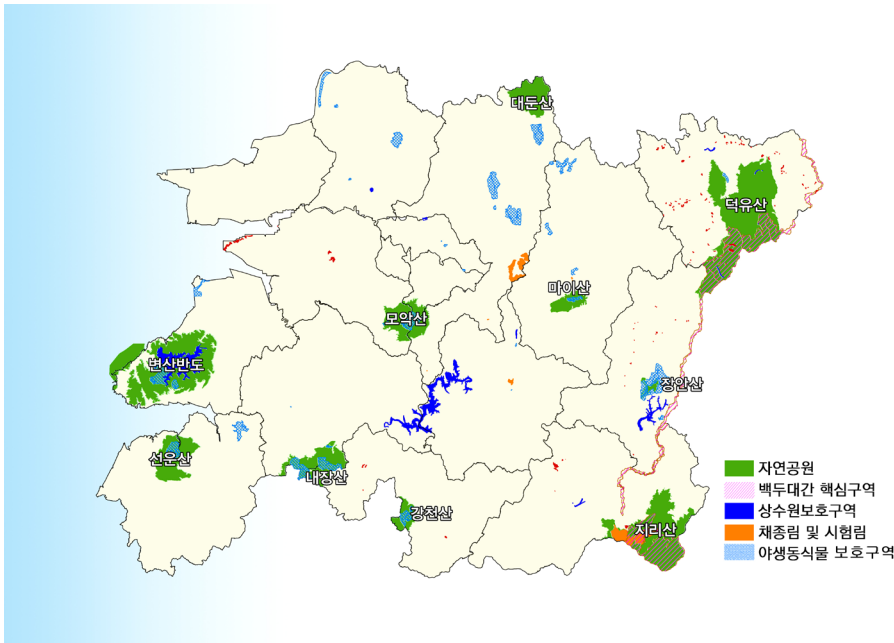 대둔산
덕유산
마이산
모악산
변산반도
장안산
선운산
내장산
강천산
지리산
자연공원
백두대간 핵심구역
상수원보호구역
채종림 및 시험림
야생동식물 보호구역